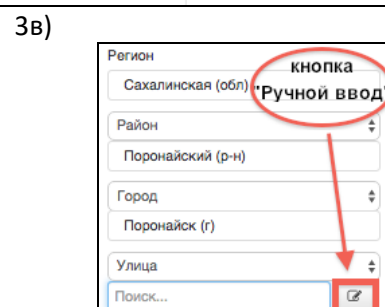 3в)
Регион
кнопка
Сахалинская (обл)
"Ручной ввод"
Район
Поронайский (р-н)
Город
Поронайск (г)
Улица
Поиск...